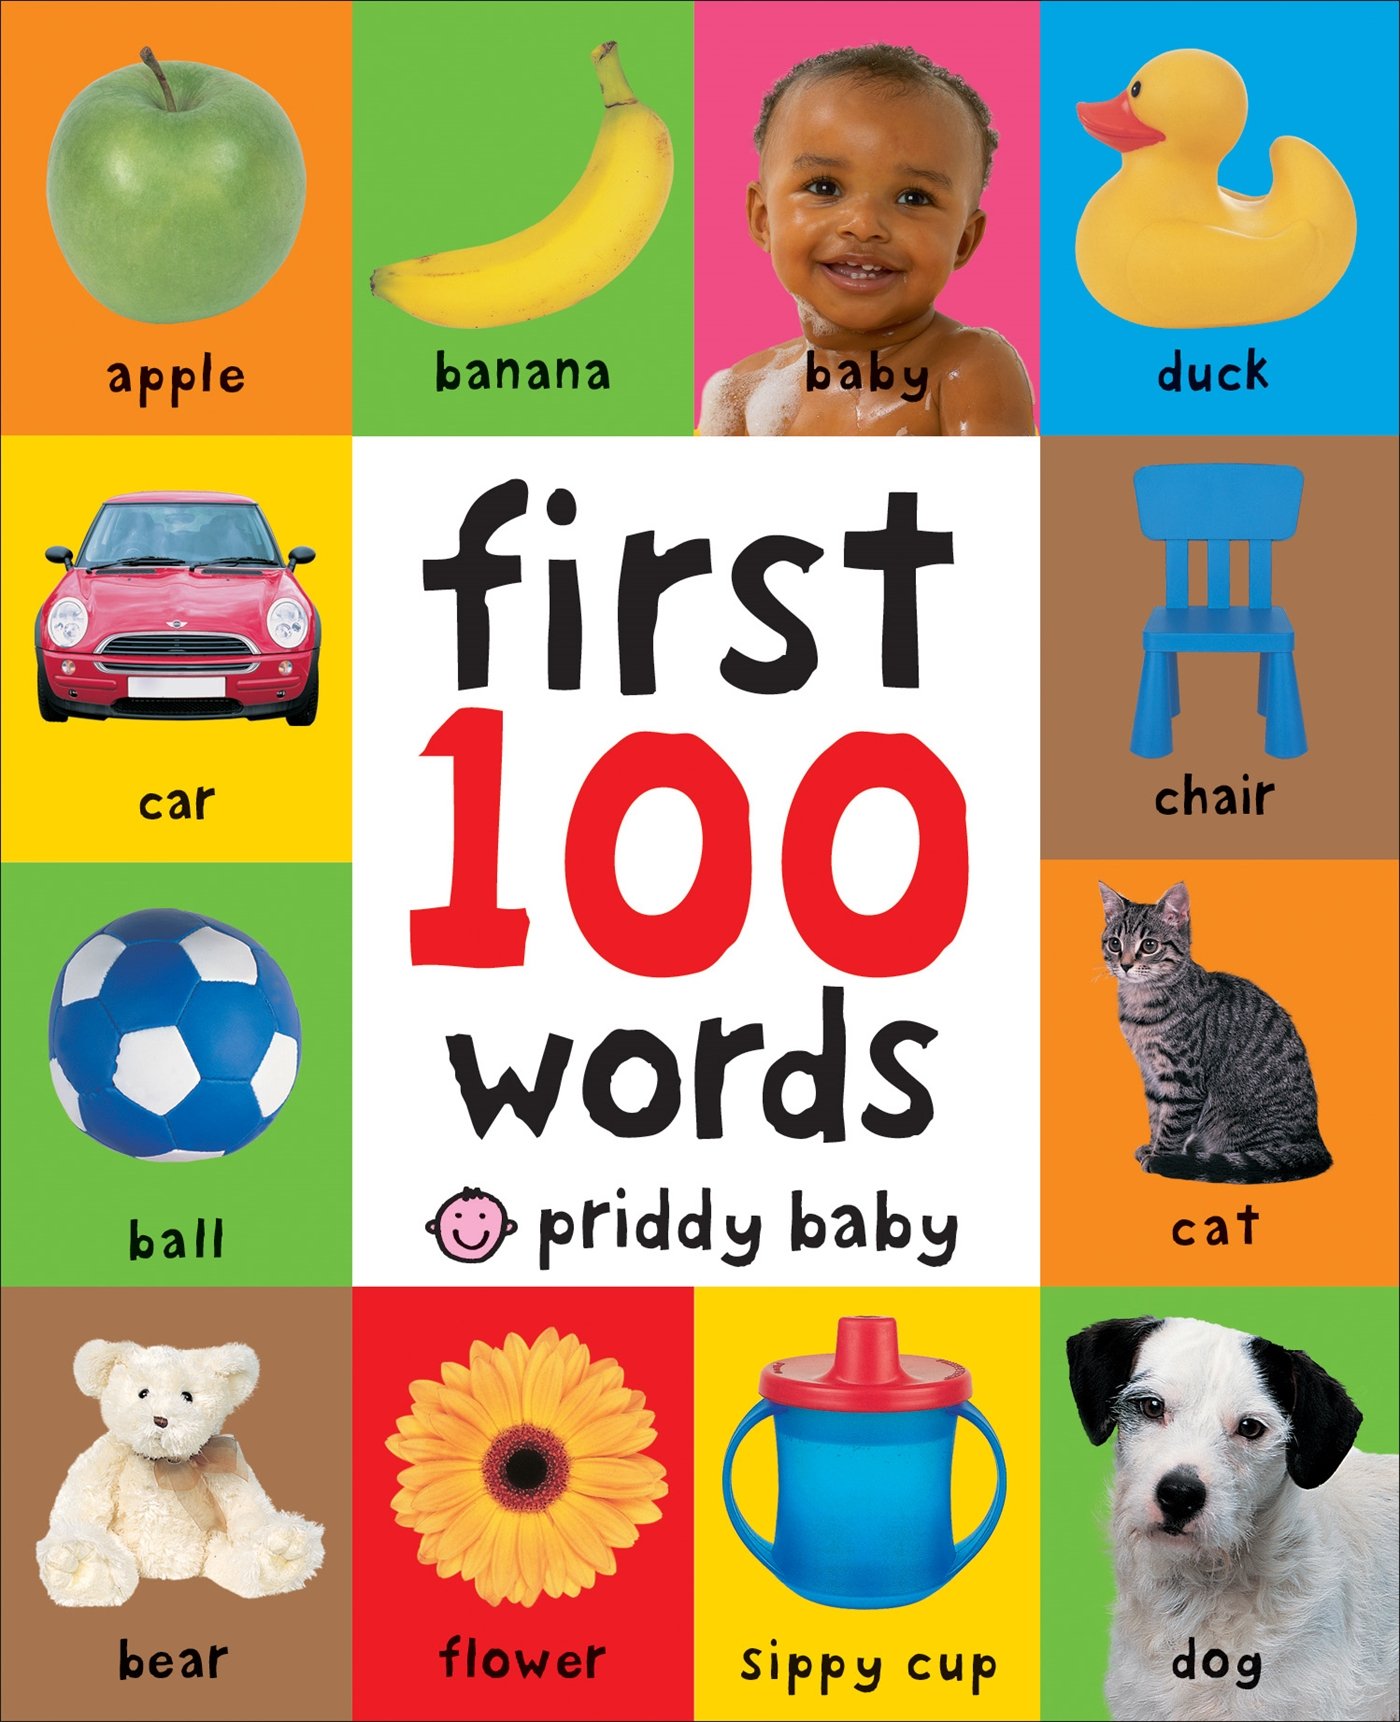 apple
banana
baby
duck
first
100
words
priddy baby
car
chair
ball
cat
bear
flower
sippy cup
dog